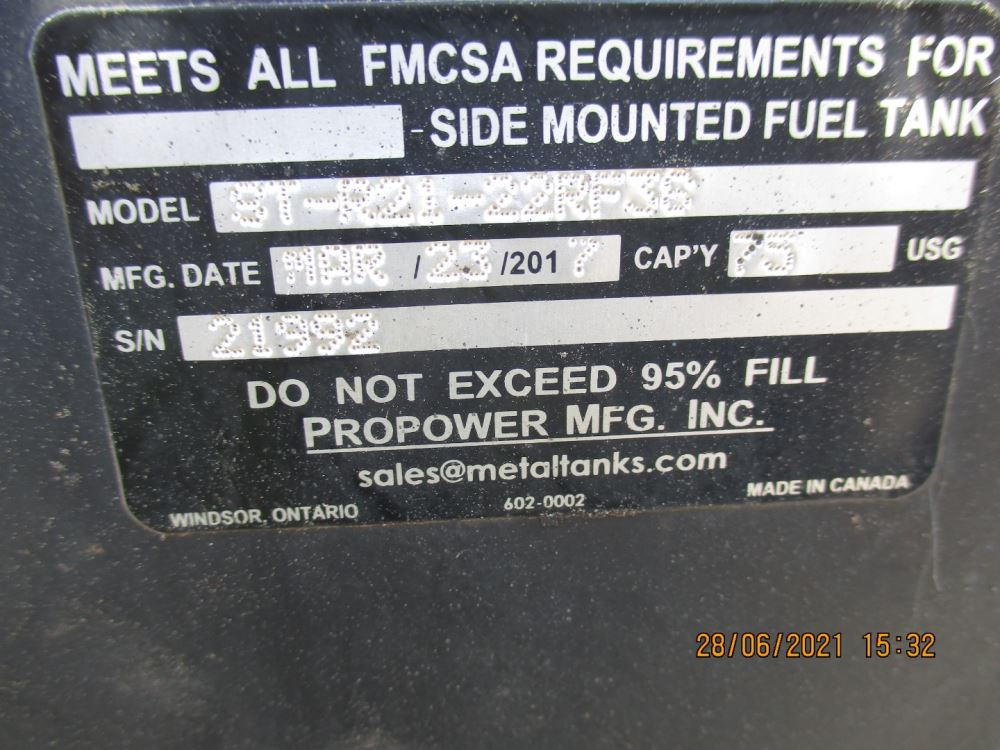 MEETS ALL FMCSA REQUIREMENTS FOR
-SIDE MOUNTED FUEL TANK
MODEL ST-R21-22RF36
MFG. DATE MAR / 23 /2017 CAP'Y 75 USG
S/N 21992
DO NOT EXCEED 95% FILL
PROPOWER MFG. INC.
sales@metaltanks.com
WINDSOR, ONTARIO 602-0002 MADE IN CANADA
28/06/2021 15:32